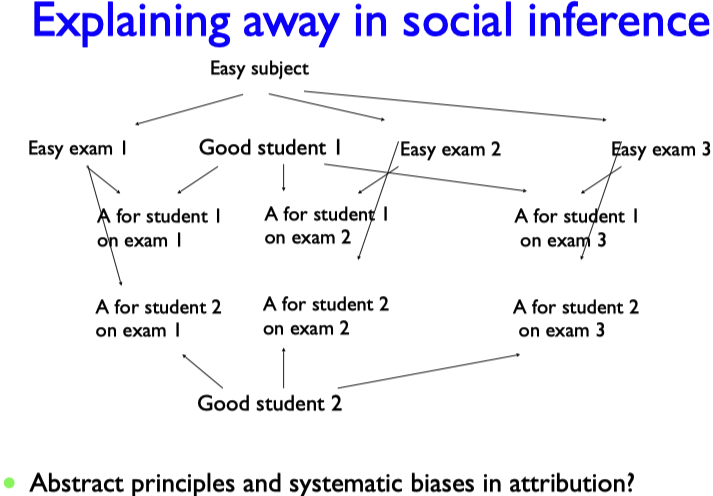 Explaining away in social inference
Easy subject
Easy exam 1
Good student 1
Easy exam 2
Easy exam 3
A for student 1
on exam 1
A for student 1
on exam 2
A for student 1
on exam 3
A for student 2
on exam 1
A for student 2
on exam 2
A for student 2
on exam 3
Good student 2
Abstract principles and systematic biases in attribution?